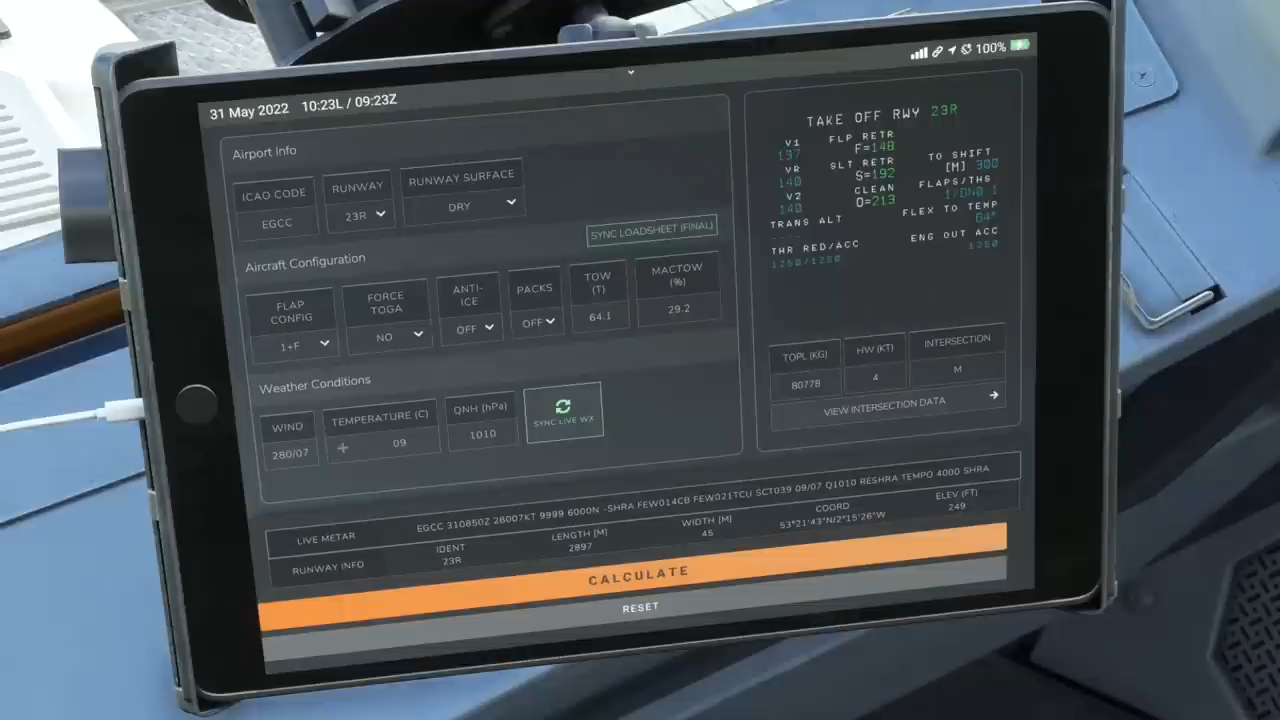 31 May 2022 10:23L / 09:23Z
100%
Airport Info
ICAO CODE RUNWAY RUNWAY SURFACE
EGCC 23R DRY
SYNC LOADSHEET (FINAL)
Aircraft Configuration
FLAP CONFIG FORCE TOGA ANTI-ICE PACKS TOW (T) MACTOW (%)
1+F NO OFF OFF 64.1 29.2
Weather Conditions
WIND TEMPERATURE (C) QNH (hPa)
280/07 + 09 1010
SYNC LIVE WX
TAKE OFF RWY 23R
V1 FLP RETR
137 F=148
VR SLT RETR TO SHIFT
140 S=192 [M] 300
V2 CLEAN FLAPS/THS
140 O=213 1/DN0.1
TRANS ALT FLEX TO TEMP
64°
THR RED/ACC ENG OUT ACC
1250/1250 1250
TOPL (KG) HW (KT) INTERSECTION
80778 4 M
VIEW INTERSECTION DATA
LIVE METAR EGCC 310850Z 28007KT 9999 6000N -SHRA FEW014CB FEW021TCU SCT039 09/07 Q1010 RESHRA TEMPO 4000 SHRA
RUNWAY INFO IDENT LENGTH [M] WIDTH [M] COORD ELEV (FT)
23R 2897 45 53°21'43"N/2°15'26"W 249
CALCULATE
RESET